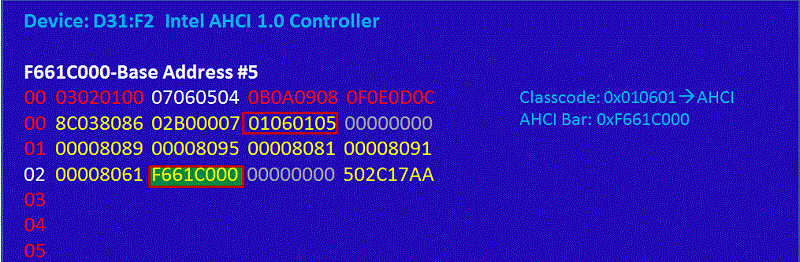 Device: D31:F2 Intel AHCI 1.0 Controller
F661C000-Base Address #5
00 03020100 07060504 0B0A0908 0F0E0D0C
00 8C038086 02B00007 01060105 00000000
01 00008089 00008095 00008081 00008091
02 00008061 F661C000 00000000 502C17AA
03
04
05
Classcode: 0x010601→AHCI
AHCI Bar: 0xF661C000